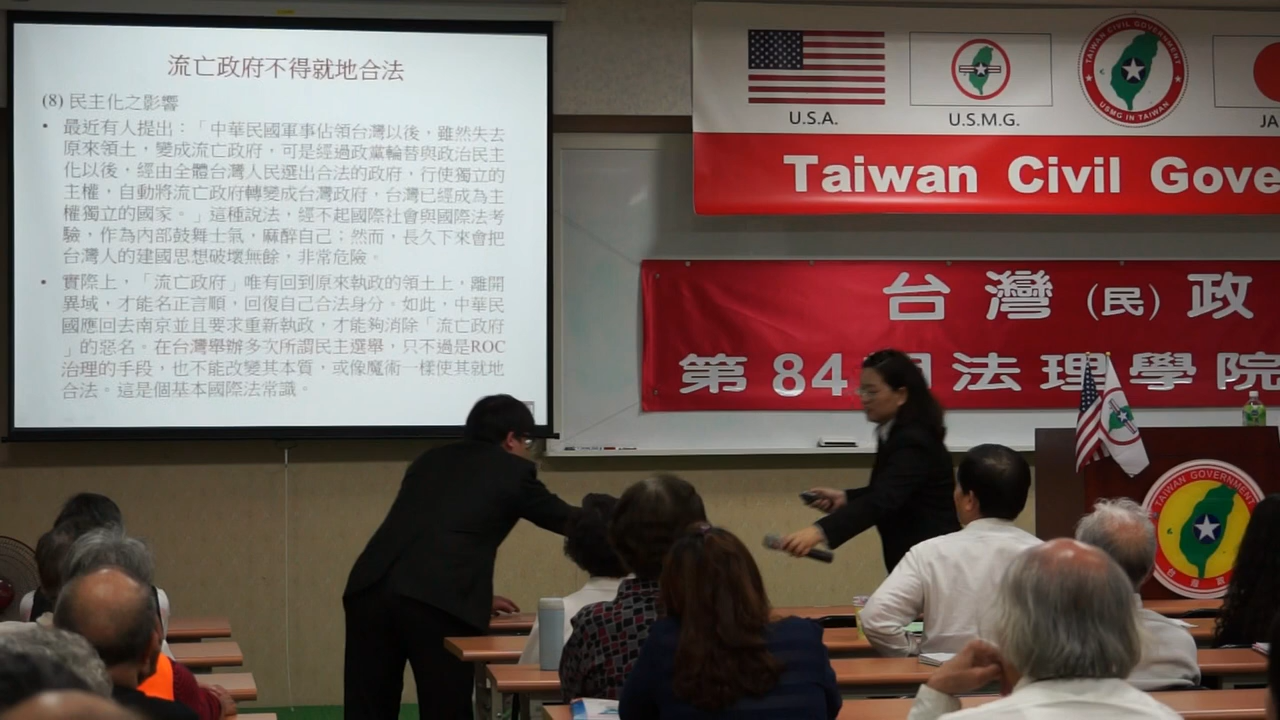 流亡政府不得就地合法
(8) 民主化之影響
• 最近有人提出：「中華民國軍事佔領台灣以後，雖然失去
原來領土，變成流亡政府，可是經過政黨輪替與政治民主
化以後，經由全體台灣人民選出合法的政府，行使獨立的
主權，自動將流亡政府轉變成台灣政府，台灣已經成為主
權獨立的國家。」這種說法，經不起國際社會與國際法考
驗，作為內部鼓舞士氣，麻醉自己；然而，長久下來會把
台灣人的建國思想破壞無餘，非常危險。
• 實際上，「流亡政府」唯有回到原來執政的領土上，離開
異域，才能名正言順，回復自己合法身分。如此，中華民
國應回去南京並且要求重新執政，才能夠消除「流亡政府
」的惡名。在台灣舉辦多次所謂民主選舉，只不過是ROC
治理的手段，也不能改變其本質，或像魔術一樣使其就地
合法。這是個基本國際法常識。
TAIWAN CIVIL GOVERNMENT
USMG IN TAIWAN
U.S.A.
U.S.M.G.
JA
Taiwan Civil Gove
台灣（民）政
第84
法理學院
TAIWAN GOVERNMENT
台灣政